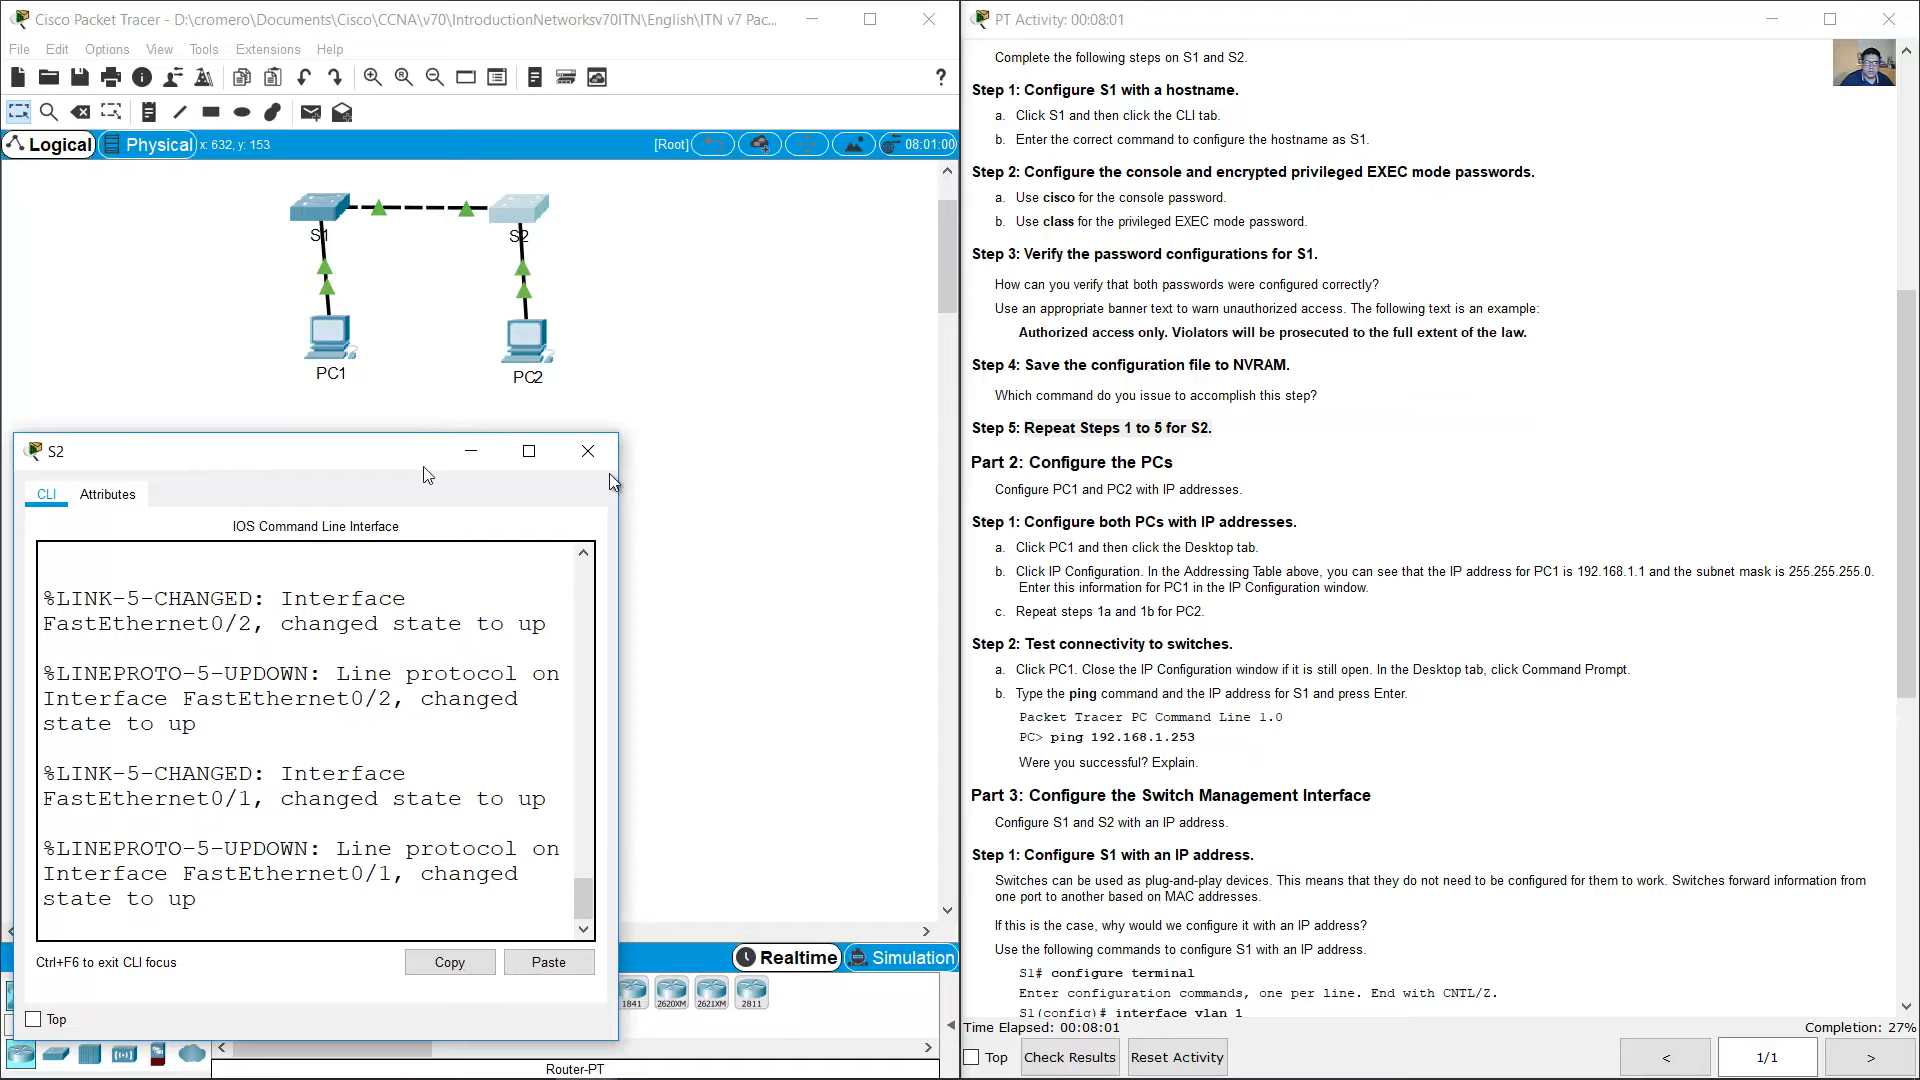 Cisco Packet Tracer - D:\cromero\Documents\Cisco\CCNA\v70\IntroductionNetworksv70ITN\English\ITN v7 Pac...
File Edit Options View Tools Extensions Help
?
Logical Physical x: 632, y: 153 [Root] 08:01:00
S1 S2
PC1 PC2
S2
CLI Attributes
IOS Command Line Interface
%LINK-5-CHANGED: Interface
FastEthernet0/2, changed state to up
%LINEPROTO-5-UPDOWN: Line protocol on
Interface FastEthernet0/2, changed
state to up
%LINK-5-CHANGED: Interface
FastEthernet0/1, changed state to up
%LINEPROTO-5-UPDOWN: Line protocol on
Interface FastEthernet0/1, changed
state to up
Ctrl+F6 to exit CLI focus Copy Paste
Top
Realtime Simulation
1841 2620XM 2621XM 2811
Router-PT
PT Activity: 00:08:01
Complete the following steps on S1 and S2.
Step 1: Configure S1 with a hostname.
a. Click S1 and then click the CLI tab.
b. Enter the correct command to configure the hostname as S1.
Step 2: Configure the console and encrypted privileged EXEC mode passwords.
a. Use cisco for the console password.
b. Use class for the privileged EXEC mode password.
Step 3: Verify the password configurations for S1.
How can you verify that both passwords were configured correctly?
Use an appropriate banner text to warn unauthorized access. The following text is an example:
Authorized access only. Violators will be prosecuted to the full extent of the law.
Step 4: Save the configuration file to NVRAM.
Which command do you issue to accomplish this step?
Step 5: Repeat Steps 1 to 5 for S2.
Part 2: Configure the PCs
Configure PC1 and PC2 with IP addresses.
Step 1: Configure both PCs with IP addresses.
a. Click PC1 and then click the Desktop tab.
b. Click IP Configuration. In the Addressing Table above, you can see that the IP address for PC1 is 192.168.1.1 and the subnet mask is 255.255.255.0.
Enter this information for PC1 in the IP Configuration window.
c. Repeat steps 1a and 1b for PC2.
Step 2: Test connectivity to switches.
a. Click PC1. Close the IP Configuration window if it is still open. In the Desktop tab, click Command Prompt.
b. Type the ping command and the IP address for S1 and press Enter.
Packet Tracer PC Command Line 1.0
PC> ping 192.168.1.253
Were you successful? Explain.
Part 3: Configure the Switch Management Interface
Configure S1 and S2 with an IP address.
Step 1: Configure S1 with an IP address.
Switches can be used as plug-and-play devices. This means that they do not need to be configured for them to work. Switches forward information from
one port to another based on MAC addresses.
If this is the case, why would we configure it with an IP address?
Use the following commands to configure S1 with an IP address.
S1# configure terminal
Enter configuration commands, one per line. End with CNTL/Z.
S1(config)# interface vlan 1
Time Elapsed: 00:08:01 Completion: 27%
Top Check Results Reset Activity < 1/1 >